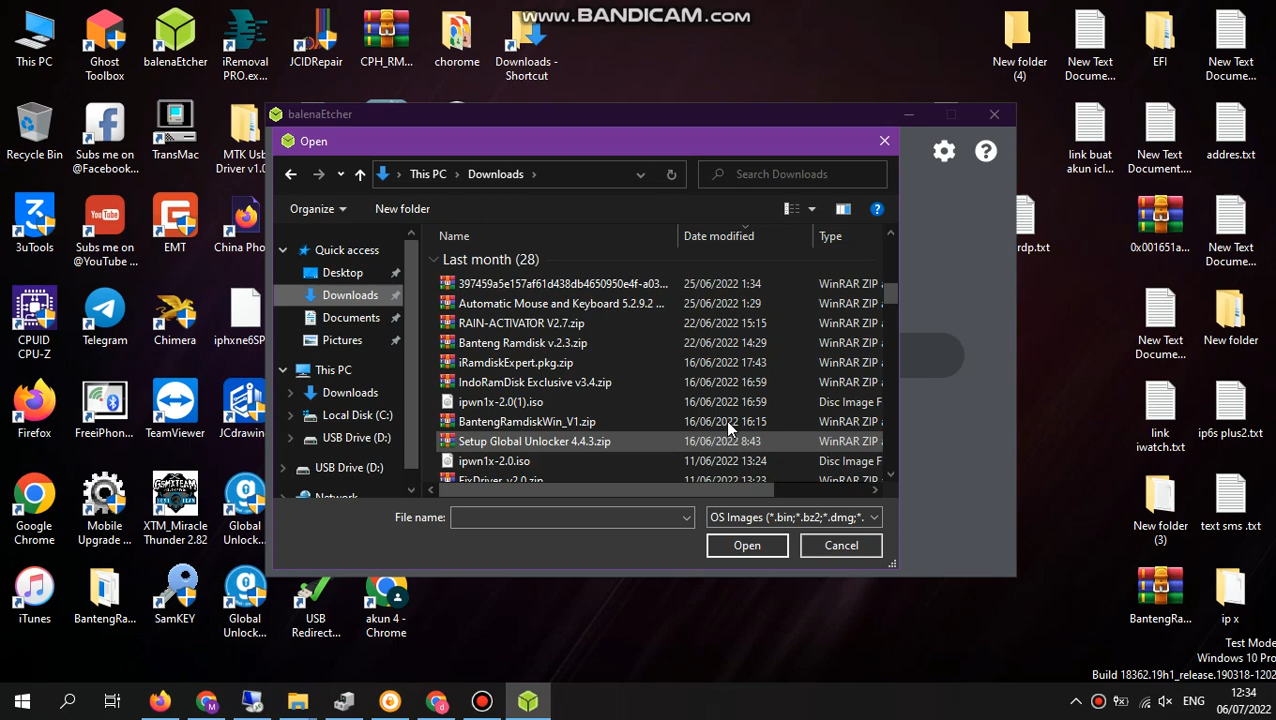 www.BANDICAM.com
This PC
Ghost
Toolbox
balenaEtcher
iRemoval
PRO.ex...
JCIDRepair
CPH_RM...
chonone
Downloads -
Shortcut
New folder
(4)
New Text
Docume...
EFI
New Text
Docume...
Recycle Bin
Subs me on
@Facebook...
TransMac
MTK Usb
Driver v1.0
link buat
akun icl...
New Text
Document....
addres.txt
3uTools
Subs me on
@YouTube ...
EMT
China Pho
rdp.txt
0x001651a...
New Text
Docume...
CPUID
CPU-Z
Telegram
Chimera
iphxne6SP
New Text
Docume...
New folder
Firefox
FreeiPhon...
TeamViewer
JCdrawin
link
iwatch.txt
ip6s plus2.txt
Google
Chrome
Mobile
Upgrade ...
XTM_Miracle
Thunder 2.82
Global
Unlock...
New folder
(3)
text sms .txt
iTunes
BantengRa...
SamKEY
Global
Unlock...
USB
Redirect...
akun 4 -
Chrome
BantengRa...
ip x
balenaEtcher
Open
This PC
Downloads
Search Downloads
Organize
New folder
Name
Date modified
Type
Quick access
Desktop
Downloads
Documents
Pictures
This PC
Downloads
Local Disk (C:)
USB Drive (D:)
USB Drive (D:)
Network
Last month (28)
25/06/2022 1:54 WinRAR ZIP
Automatic Mouse and Keyboard 5.2.9.2 ... 25/06/2022 1:29 WinRAR ZIP
22/06/2022 15:15 WinRAR ZIP
Banteng Ramdisk v.2.3.zip 22/06/2022 14:29 WinRAR ZIP
iRamdiskExpert.pkg.zip 16/06/2022 17:43 WinRAR ZIP
IndoRamDisk Exclusive v3.4.zip 16/06/2022 16:59 WinRAR ZIP
ipwn1x-2.0(1).iso 16/06/2022 16:59 Disc Image F
BantengRamdiskWin_V1.zip 16/06/2022 16:15 WinRAR ZIP
Setup Global Unlocker 4.4.3.zip 16/06/2022 8:43 WinRAR ZIP
ipwn1x-2.0.iso 11/06/2022 13:24 Disc Image F
FixDriver v2.0.zip 11/06/2022 13:23 WinRAR ZIP
File name:
OS Images (*.bin;*.bz2;*.dmg;*.
Open
Cancel
Test Mode
Windows 10 Pro
Build 18362.19h1_release.190318-1202
ENG
12:34
06/07/2022